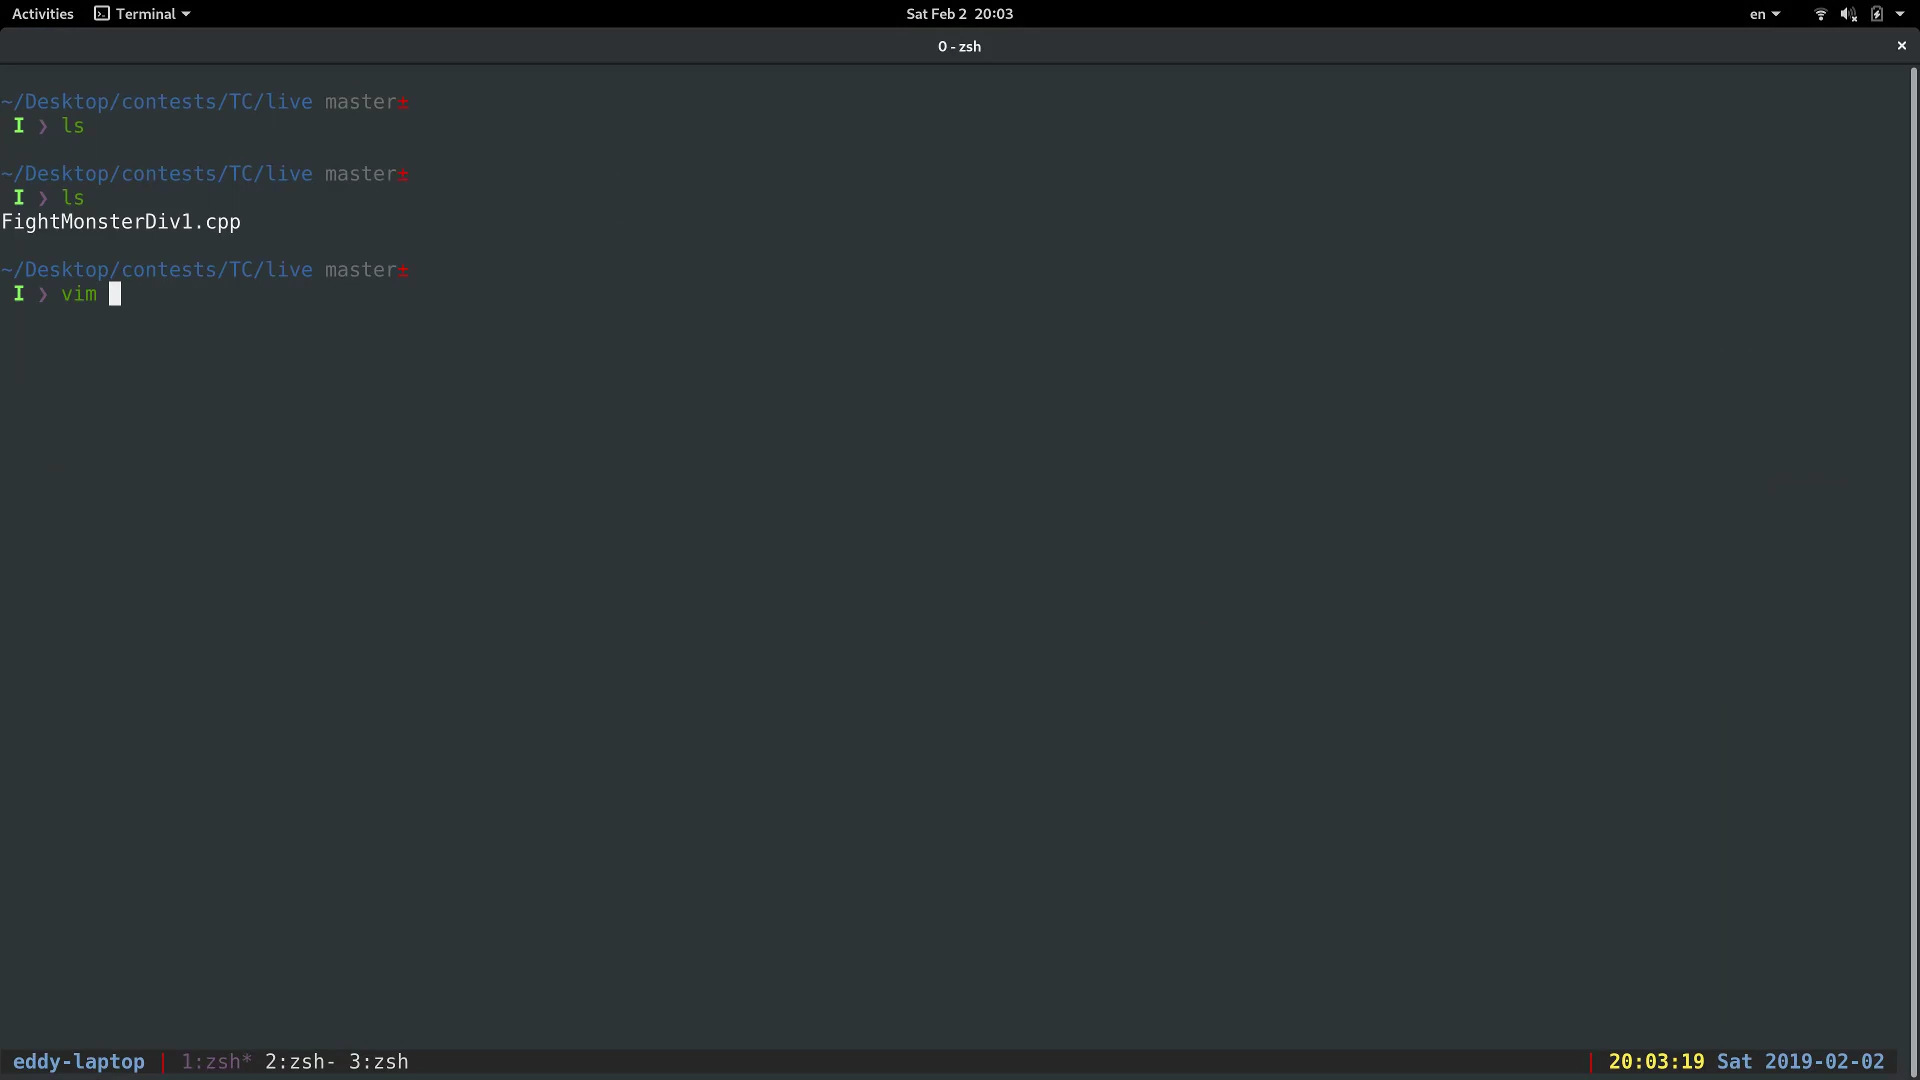 Activities Terminal Sat Feb 2 20:03 en
0 - zsh
~/Desktop/contests/TC/live master±
I ❯ ls
~/Desktop/contests/TC/live master±
I ❯ ls
FightMonsterDiv1.cpp
~/Desktop/contests/TC/live master±
I ❯ vim
eddy-laptop | 1:zsh* 2:zsh- 3:zsh | 20:03:19 Sat 2019-02-02